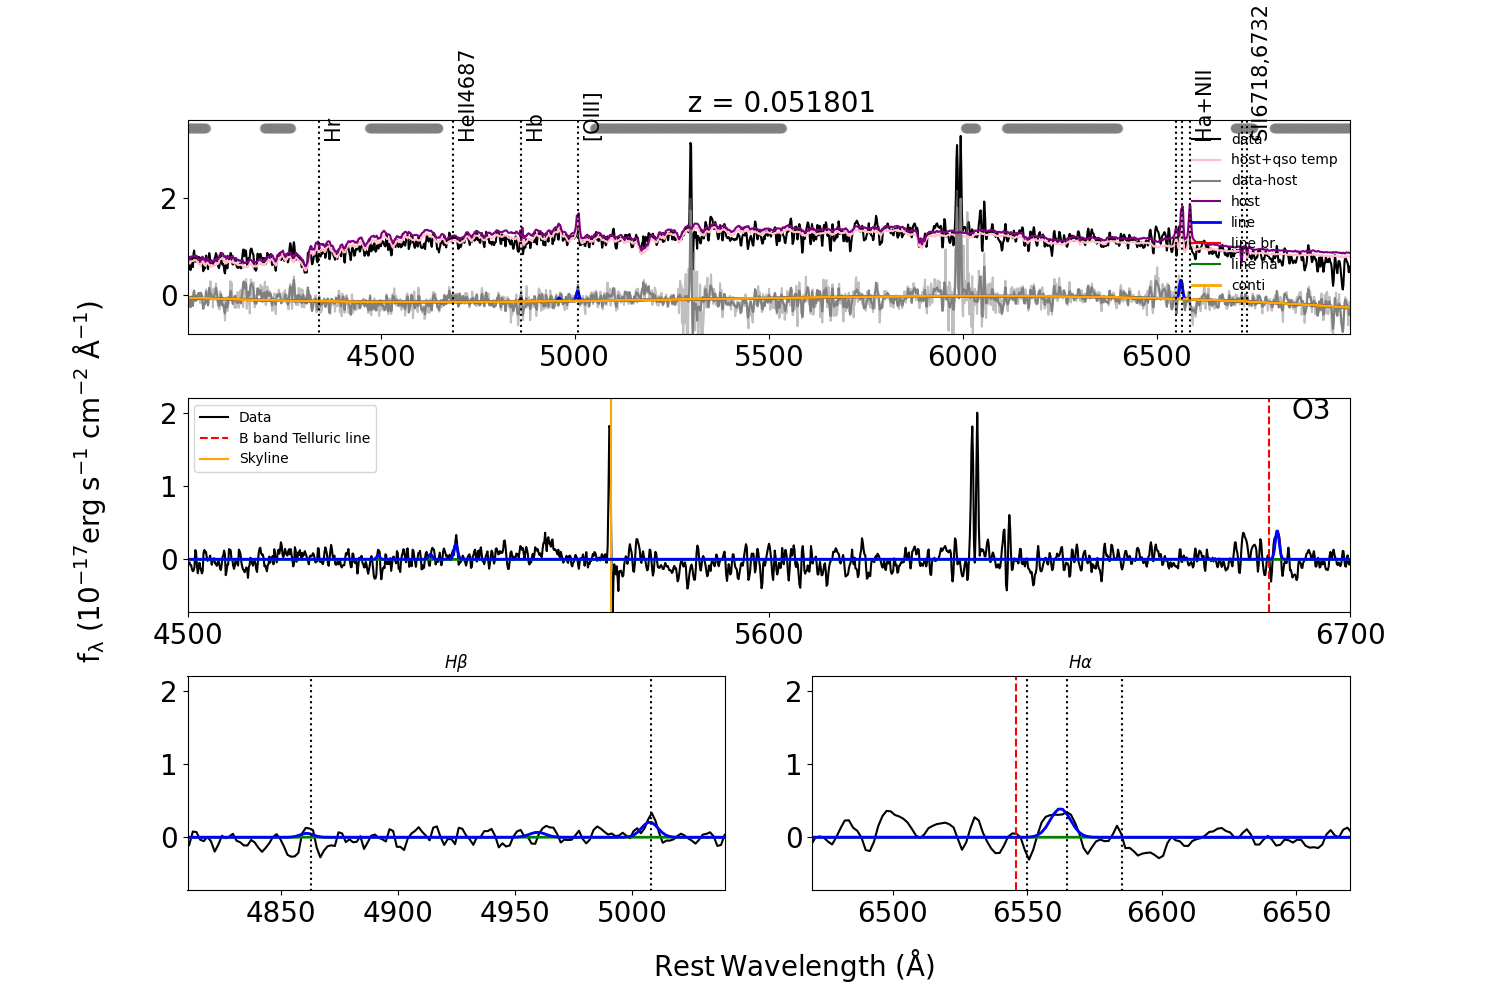 z = 0.051801
Hr
HeII4687
Hb
[OIII]
Ha+NII
SII6718,6732
data
host+qso temp
data-host
host
line
line br
line na
conti
2
0
4500
5000
5500
6000
6500
fλ (10−17erg s−1 cm−2 Å−1)
Data
B band Telluric line
Skyline
O3
2
1
0
4500
5600
6700
Hβ
2
1
0
4850
4900
4950
5000
Hα
2
1
0
6500
6550
6600
6650
Rest Wavelength (Å)